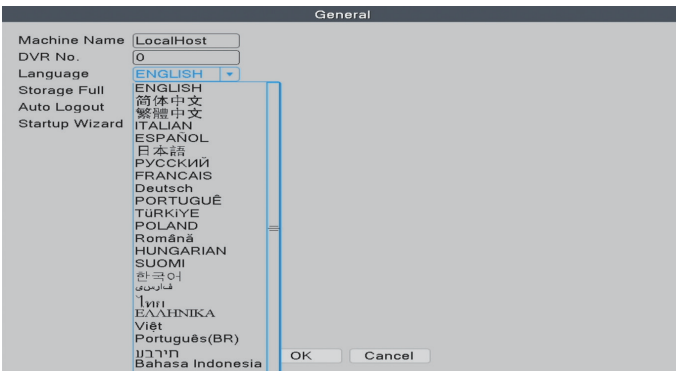 General
Machine Name LocalHost
DVR No. 0
Language ENGLISH
Storage Full
Auto Logout
Startup Wizard
ENGLISH
简体中文
繁體中文
ITALIAN
ESPAÑOL
日本語
РУССКИЙ
FRANCAIS
Deutsch
PORTUGUÊ
TüRKiYE
POLAND
Română
HUNGARIAN
SUOMI
한국어
فارسی
ไทย
ΕΛΛΗΝΙΚΑ
Việt
Português(BR)
עברית
Bahasa Indonesia
OK Cancel